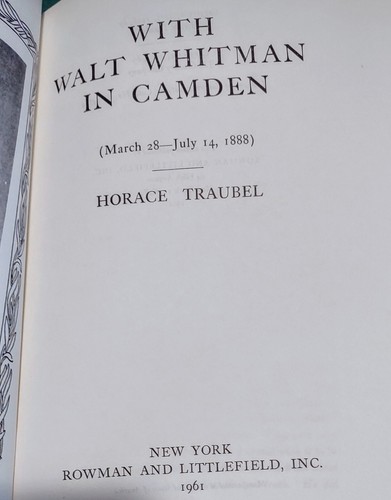 WITH
WALT WHITMAN
IN CAMDEN
(March 28—July 14, 1888)
HORACE TRAUBEL
NEW YORK
ROWMAN AND LITTLEFIELD, INC.
1961